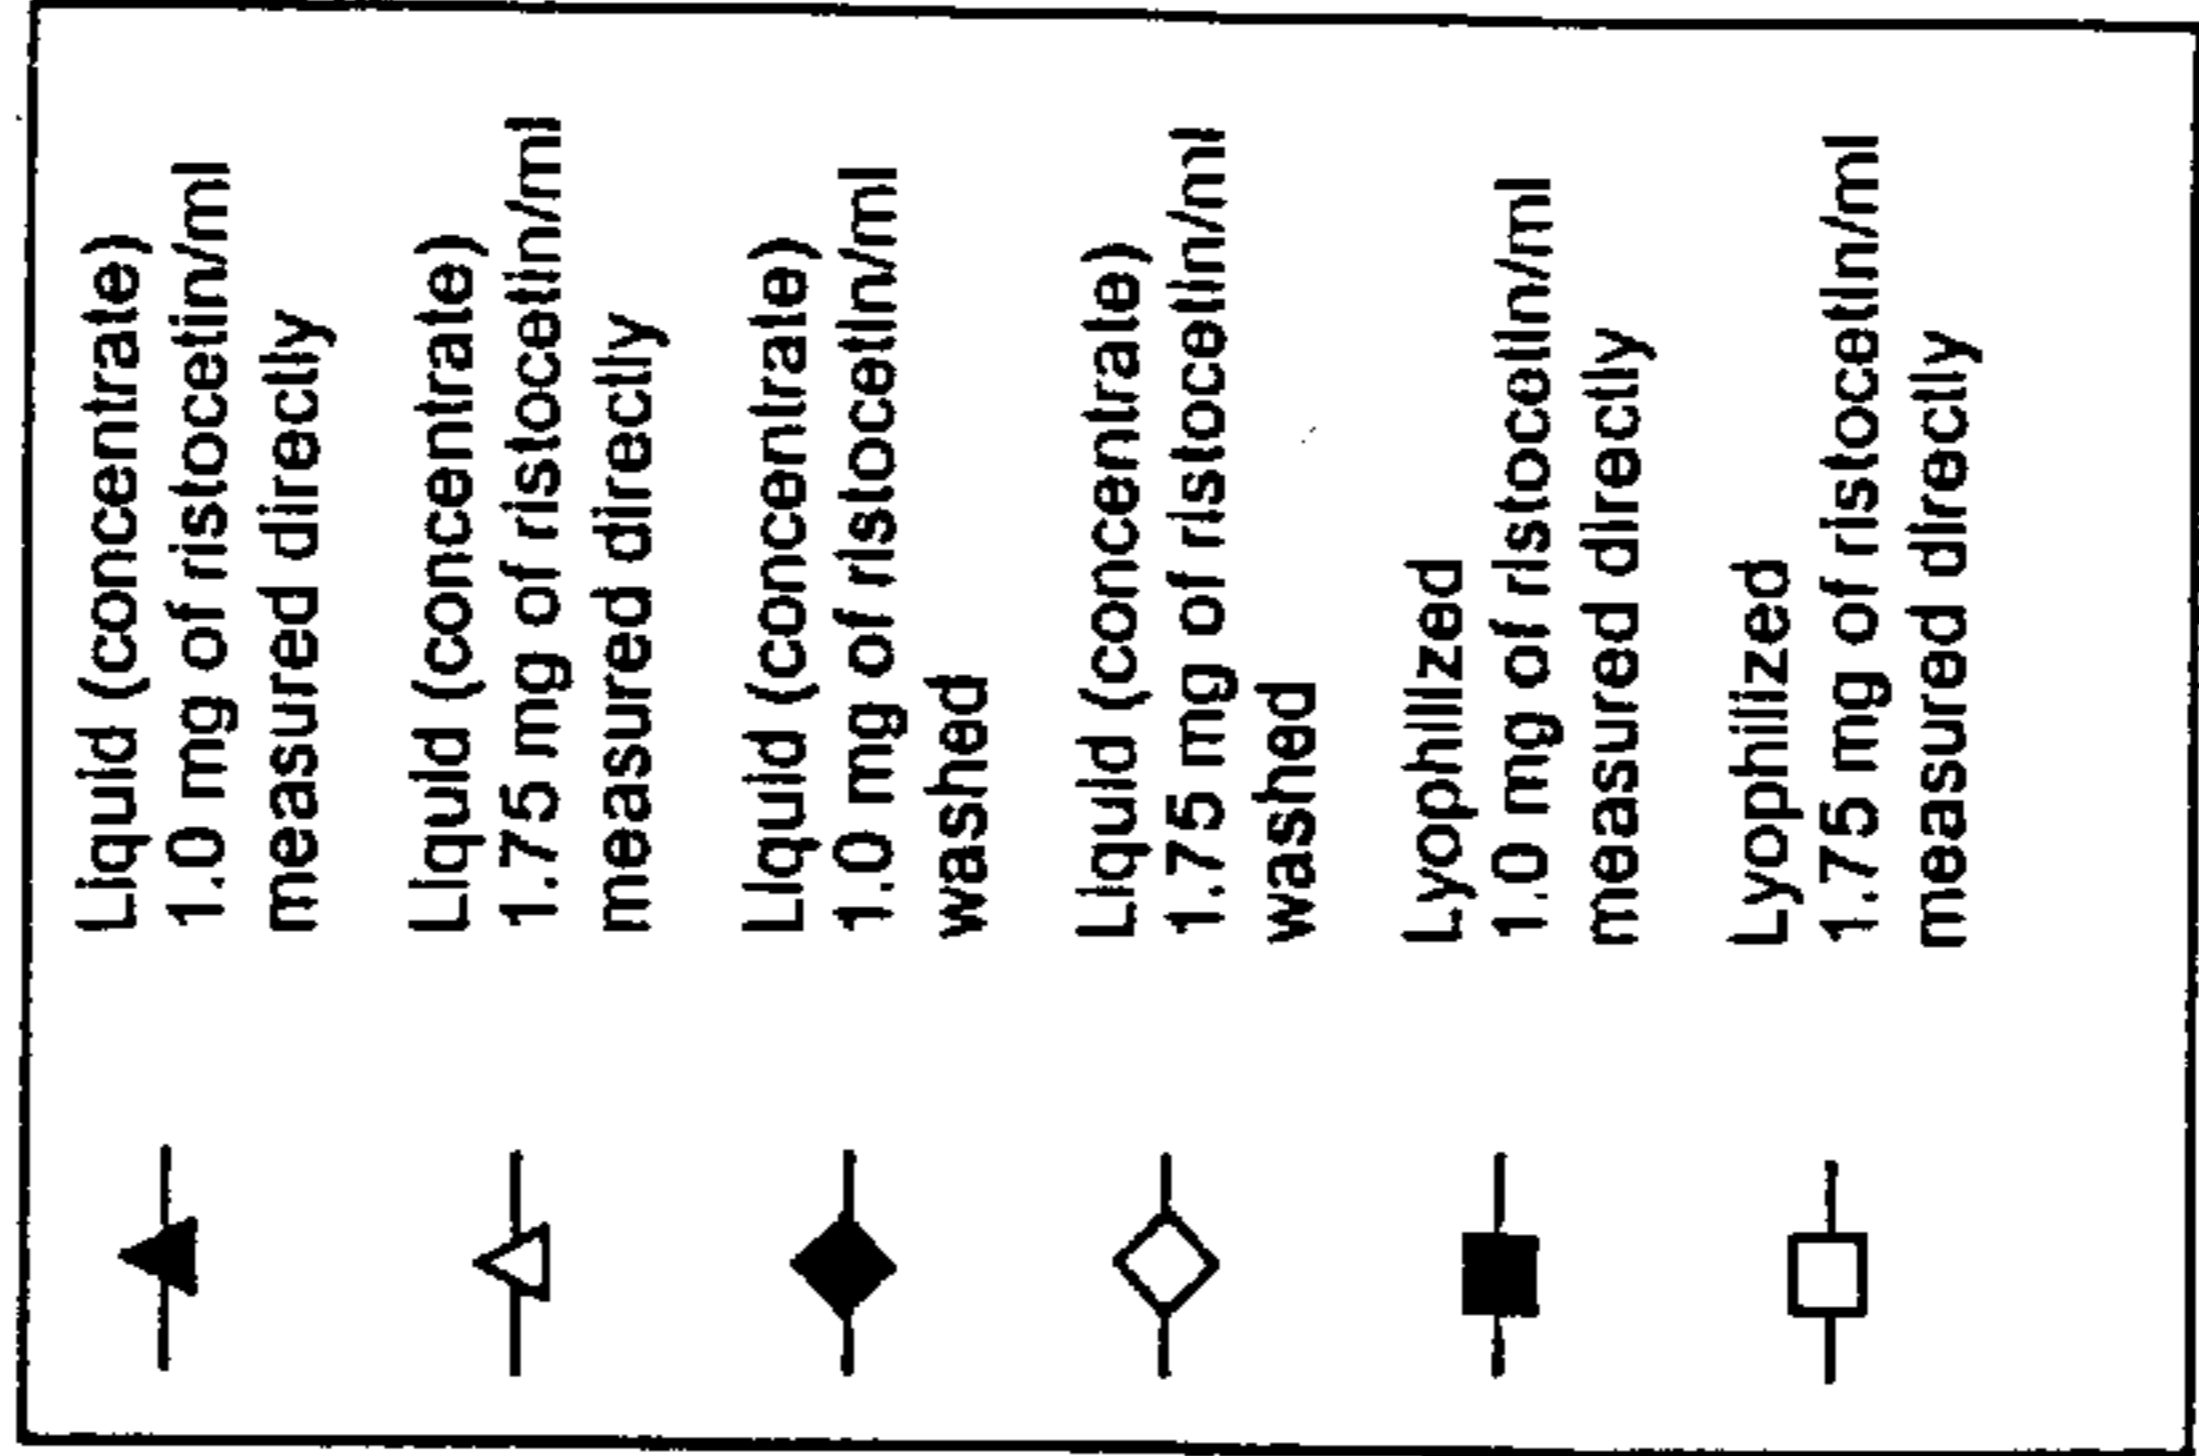 Liquid (concentrate)
1.0 mg of ristocetin/ml
measured directly
Liquid (concentrate)
1.75 mg of ristocetin/ml
measured directly
Liquid (concentrate)
1.0 mg of ristocetin/ml
washed
Liquid (concentrate)
1.75 mg of ristocetin/ml
washed
Lyophilized
1.0 mg of ristocetin/ml
measured directly
Lyophilized
1.75 mg of ristocetin/ml
measured directly